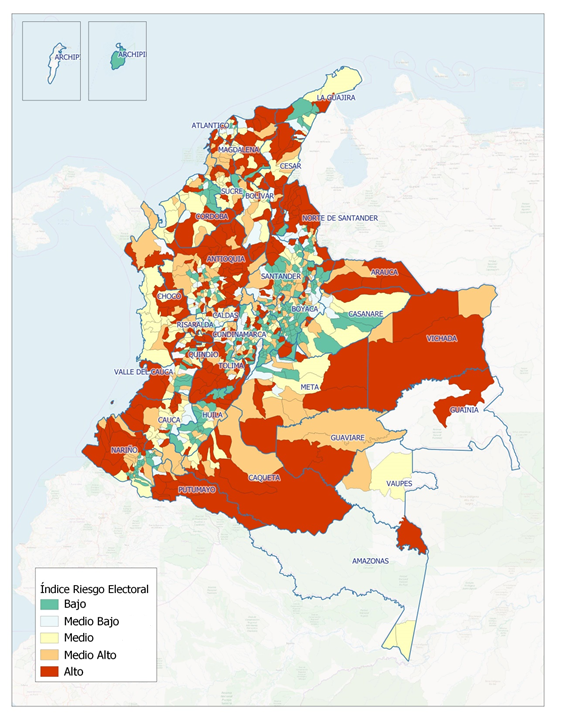 ARCHIPI
ARCHIPI
LA GUAJIRA
ATLANTICO
MAGDALENA
CESAR
SUCRE
BOLIVAR
CORDOBA
NORTE DE SANTANDER
ANTIOQUIA
SANTANDER
ARAUCA
CHOCO
BOYACA
CASANARE
CALDAS
RISARALDA
CUNDINAMARCA
VICHADA
QUINDIO
TOLIMA
VALLE DEL CAUCA
META
GUAINIA
CAUCA
HUILA
GUAVIARE
NARIÑO
CAQUETA
VAUPES
PUTUMAYO
AMAZONAS
Índice Riesgo Electoral
Bajo
Medio Bajo
Medio
Medio Alto
Alto